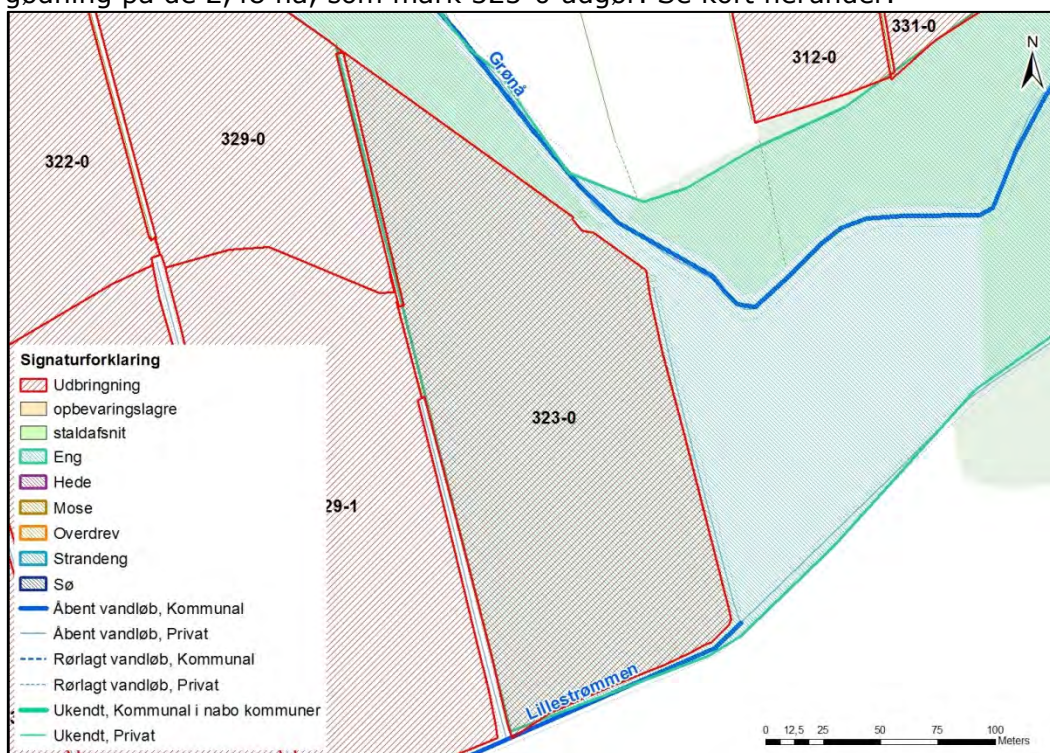 gødning på de 2,48 ha, som mark 323-0 udgør. Se kort herunder.
331-0
312-0
N
Grønå
329-0
322-0
323-0
29-1
Signaturforklaring
Udbringning
opbevaringslagre
staldafsnit
Eng
Hede
Mose
Overdrev
Strandeng
Sø
Åbent vandløb, Kommunal
Åbent vandløb, Privat
Rørlagt vandløb, Kommunal
Rørlagt vandløb, Privat
Ukendt, Kommunal i nabo kommuner
Ukendt, Privat
Lillestrømmen
0 12,5 25 50 75 100
Meters